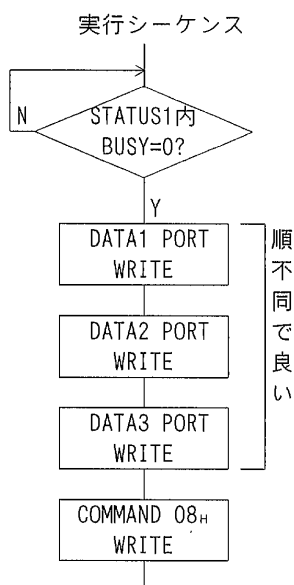 実行シーケンス
STATUS1内
BUSY=0?
N
Y
DATA1 PORT
WRITE
DATA2 PORT
WRITE
DATA3 PORT
WRITE
順不同で良い
COMMAND 08H
WRITE